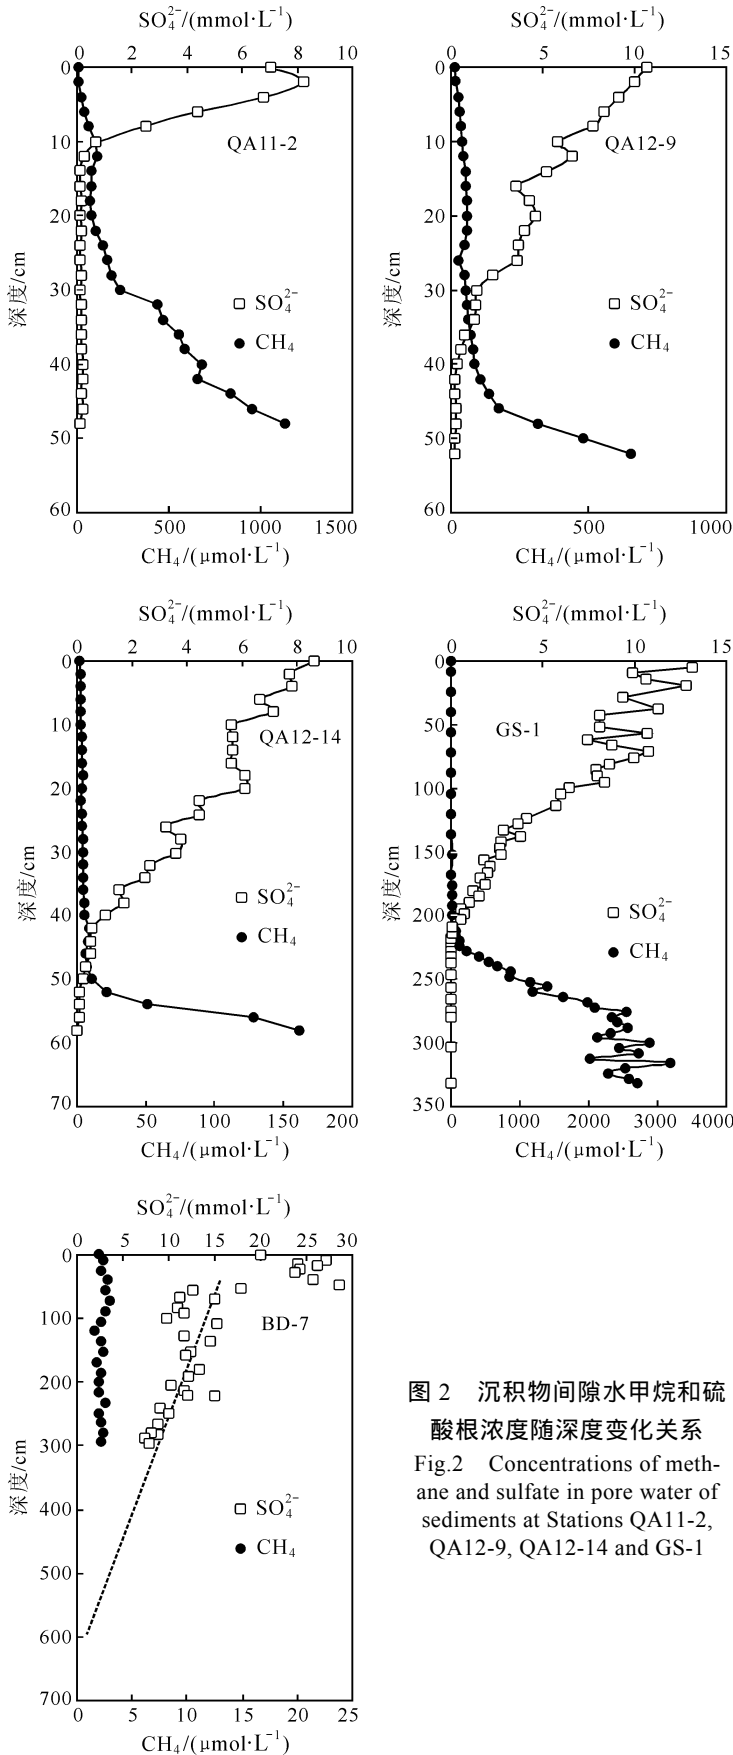 SO₄²⁻/(mmol·L⁻¹)
0 2 4 6 8 10
0
10
20
30
40
50
60
深度/cm
QA11-2
SO₄²⁻
CH₄
0 500 1000 1500
CH₄/(μmol·L⁻¹)
SO₄²⁻/(mmol·L⁻¹)
0 5 10 15
0
10
20
30
40
50
60
深度/cm
QA12-9
SO₄²⁻
CH₄
0 500 1000
CH₄/(μmol·L⁻¹)
SO₄²⁻/(mmol·L⁻¹)
0 2 4 6 8 10
0
10
20
30
40
50
60
70
深度/cm
QA12-14
SO₄²⁻
CH₄
0 50 100 150 200
CH₄/(μmol·L⁻¹)
SO₄²⁻/(mmol·L⁻¹)
0 5 10 15
0
50
100
150
200
250
300
350
深度/cm
GS-1
SO₄²⁻
CH₄
0 1000 2000 3000 4000
CH₄/(μmol·L⁻¹)
SO₄²⁻/(mmol·L⁻¹)
0 5 10 15 20 25 30
0
100
200
300
400
500
600
700
深度/cm
BD-7
SO₄²⁻
CH₄
0 5 10 15 20 25
CH₄/(μmol·L⁻¹)
图 2 沉积物间隙水甲烷和硫
酸根浓度随深度变化关系
Fig.2 Concentrations of meth-
ane and sulfate in pore water of
sediments at Stations QA11-2,
QA12-9, QA12-14 and GS-1